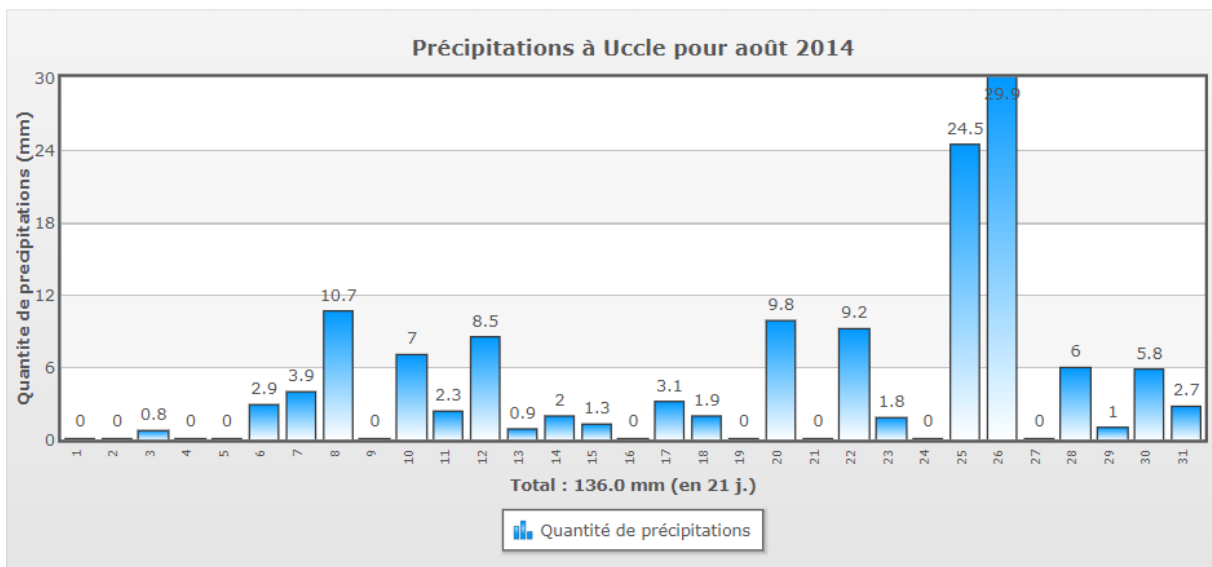 Précipitations à Uccle pour août 2014
Quantite de precipitations (mm)
30
24
18
12
6
0
0 0 0.8 0 0 2.9 3.9 10.7 0 7 2.3 8.5 0.9 2 1.3 0 3.1 1.9 0 9.8 0 9.2 1.8 0 24.5 29.9 0 6 1 5.8 2.7
1 2 3 4 5 6 7 8 9 10 11 12 13 14 15 16 17 18 19 20 21 22 23 24 25 26 27 28 29 30 31
Total : 136.0 mm (en 21 j.)
Quantité de précipitations